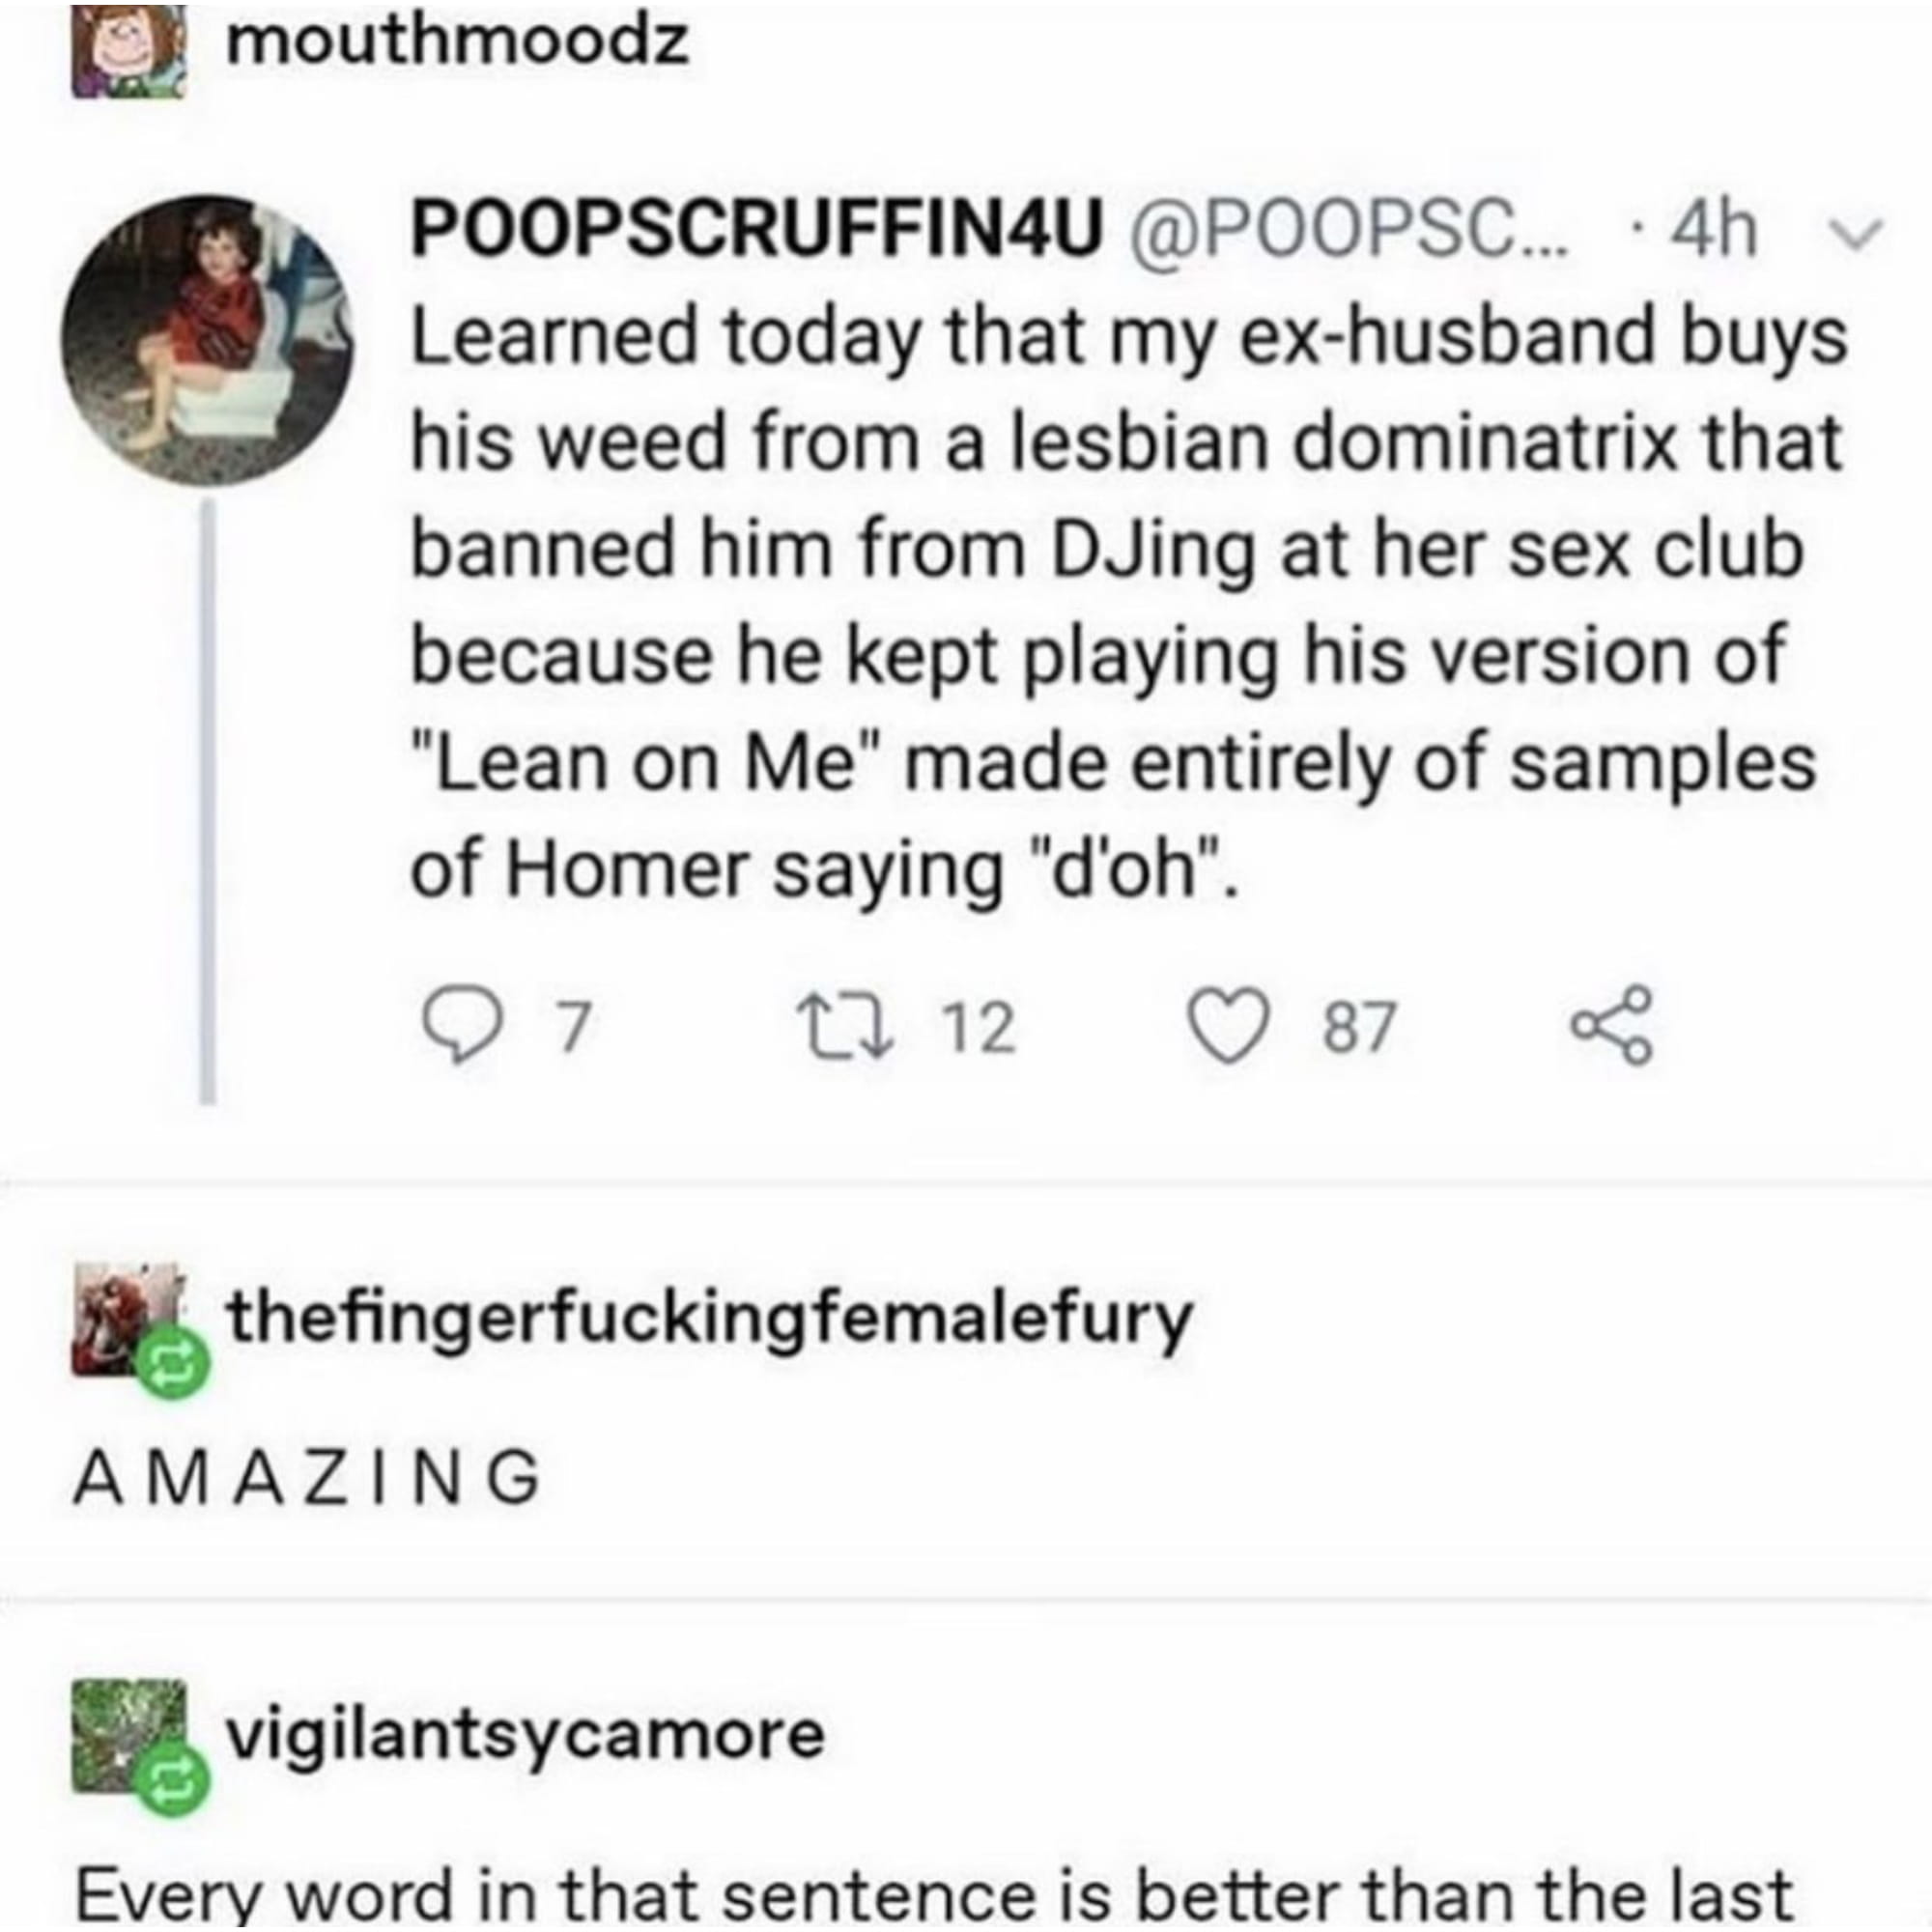 mouthmoodz
POOPSCRUFFIN4U @POOPSC... · 4h
Learned today that my ex-husband buys
his weed from a lesbian dominatrix that
banned him from DJing at her sex club
because he kept playing his version of
"Lean on Me" made entirely of samples
of Homer saying "d'oh".
7 12 87
thefingerfuckingfemalefury
A M A Z I N G
vigilantsycamore
Every word in that sentence is better than the last